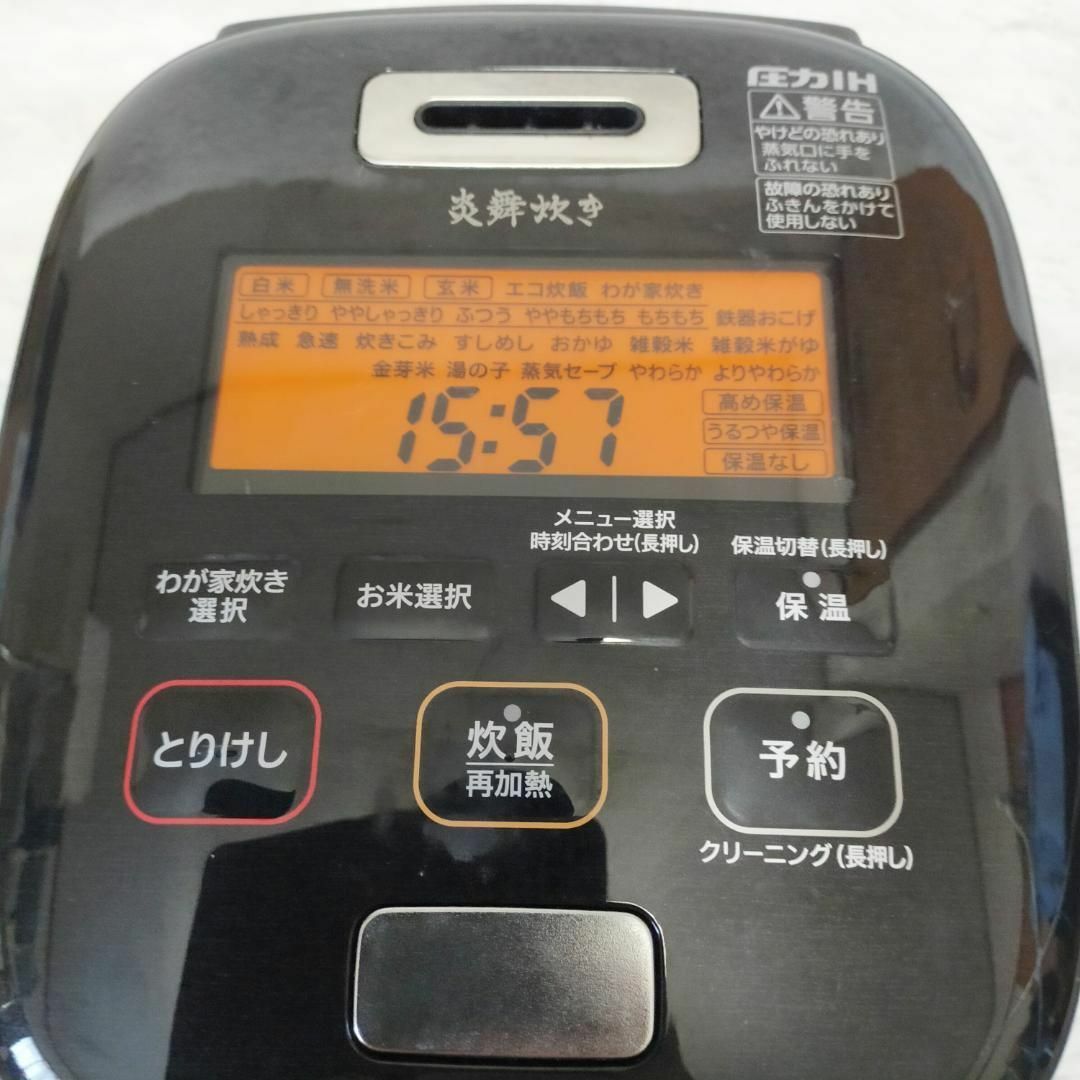 圧力IH
警告
やけどの恐れあり
蒸気口に手を
ふれない
故障の恐れあり
ふきんをかけて
使用しない
炎舞炊き
白米 無洗米 玄米 エコ炊飯 わが家炊き
しゃっきり ややしゃっきり ふつう ややもちもち もちもち 鉄器おこげ
熟成 急速 炊きこみ すしめし おかゆ 雑穀米 雑穀米がゆ
金芽米 湯の子 蒸気セーブ やわらか よりやわらか
15:57
高め保温
うるつや保温
保温なし
メニュー選択
時刻合わせ(長押し)
保温切替(長押し)
わが家炊き
選択
お米選択
保温
とりけし
炊飯
再加熱
予約
クリーニング(長押し)